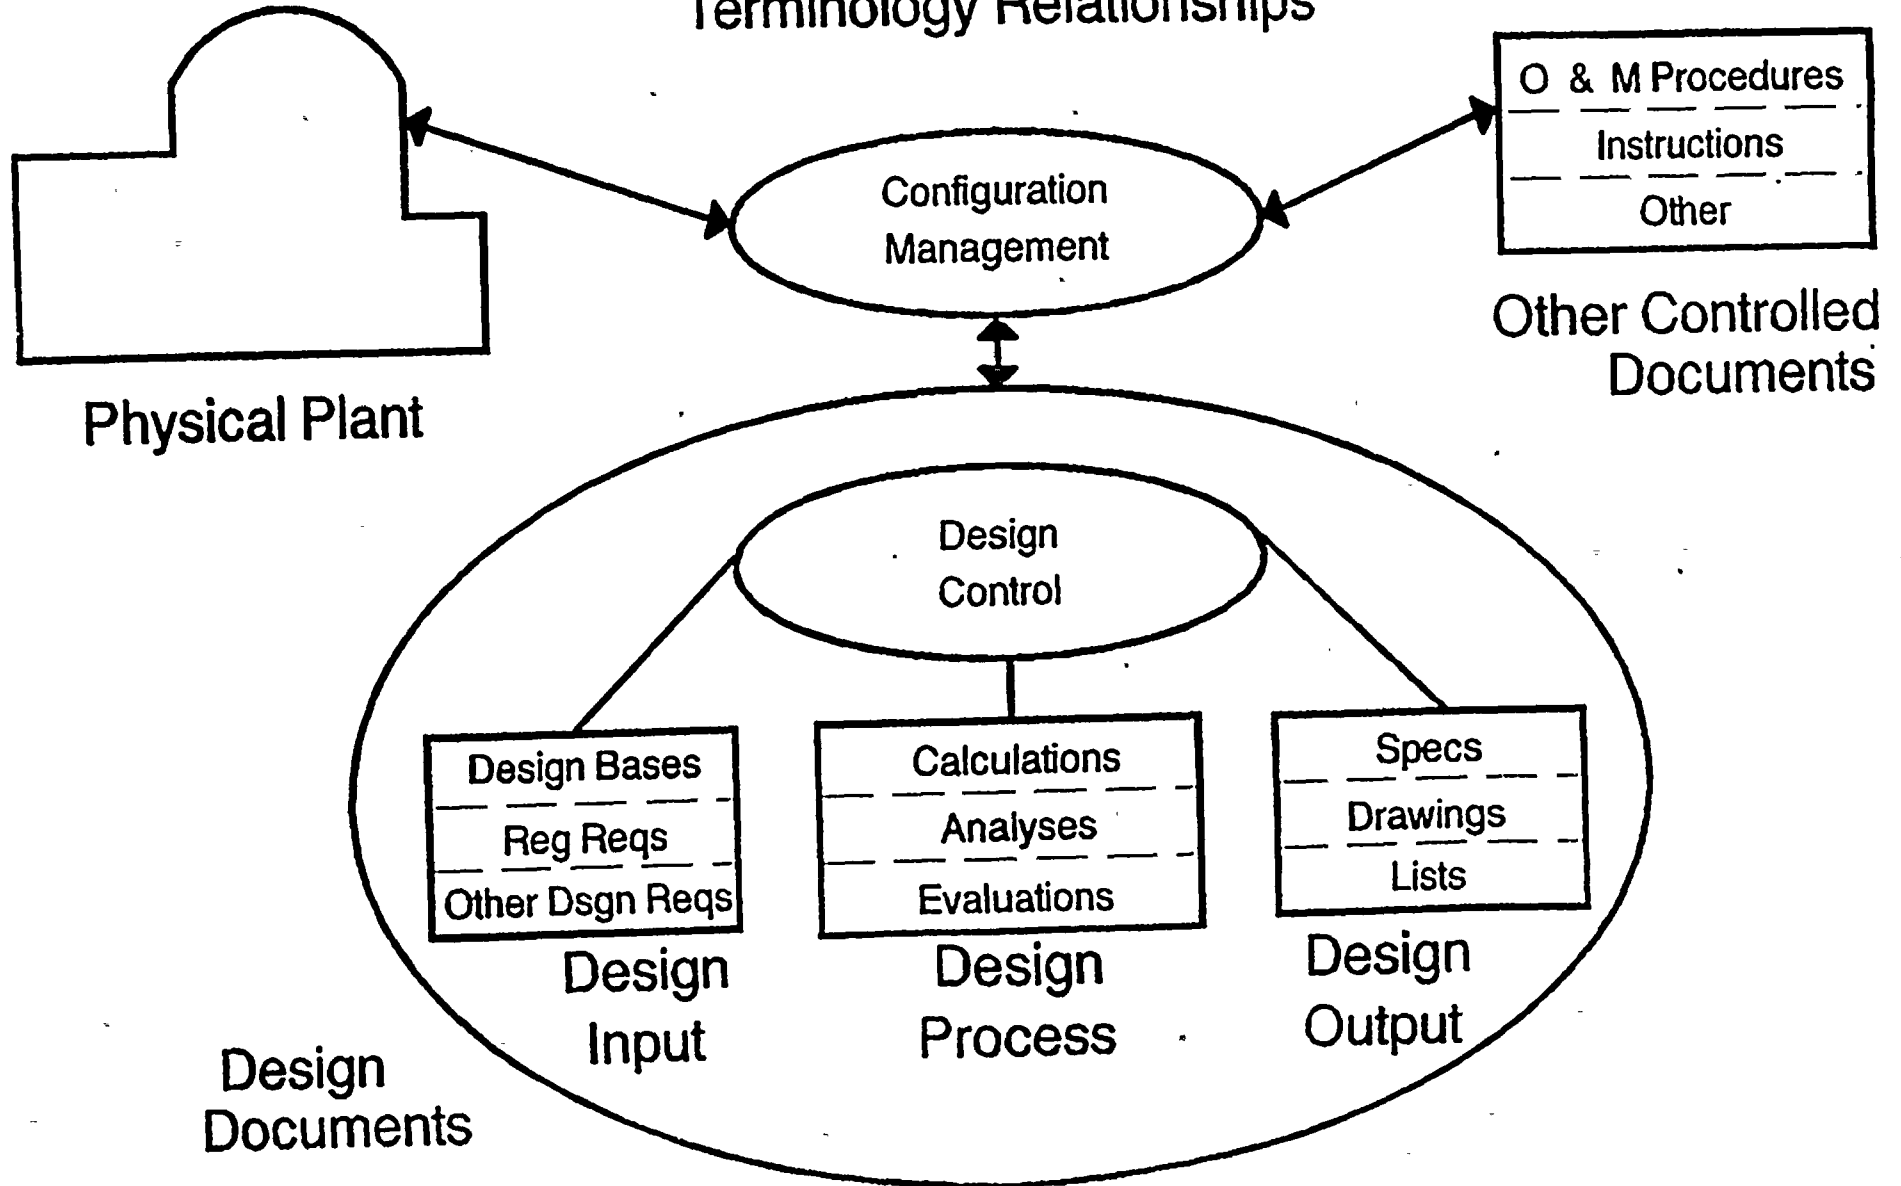 Terminology Relationships
O & M Procedures
Instructions
Other
Other Controlled
Documents
Configuration
Management
Physical Plant
Design
Control
Design Bases
Reg Reqs
Other Dsgn Reqs
Design
Input
Calculations
Analyses
Evaluations
Design
Process
Specs
Drawings
Lists
Design
Output
Design
Documents